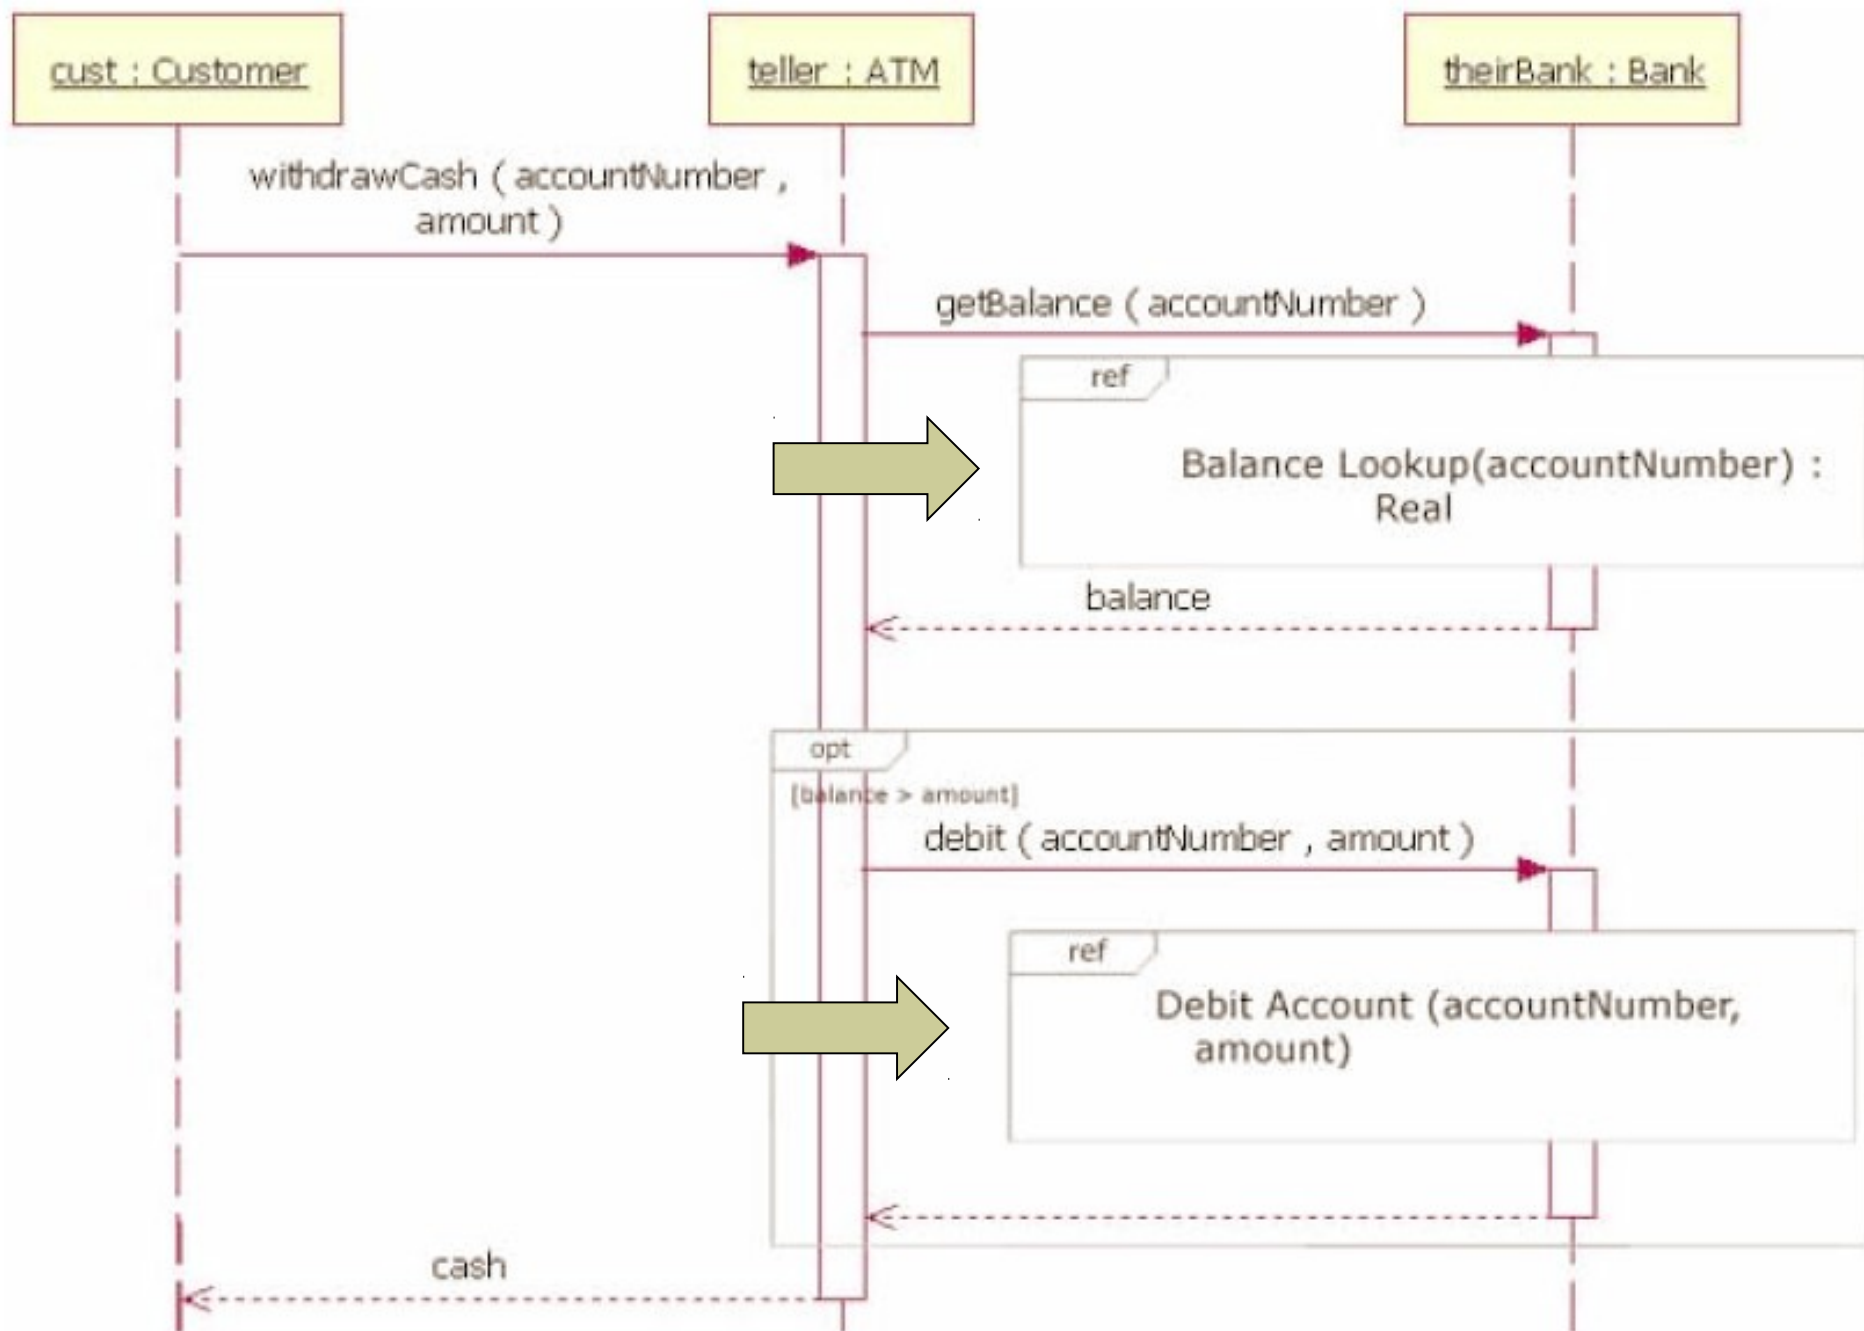 cust : Customer
teller : ATM
theirBank : Bank
withdrawCash ( accountNumber ,
amount )
getBalance ( accountNumber )
ref
Balance Lookup(accountNumber) :
Real
balance
opt
[balance > amount]
debit ( accountNumber , amount )
ref
Debit Account (accountNumber,
amount)
cash